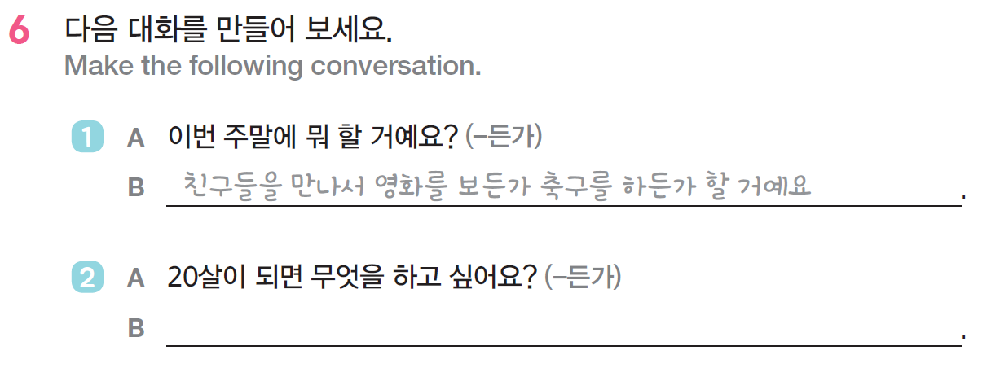 6 다음 대화를 만들어 보세요.
Make the following conversation.
1 A 이번 주말에 뭐 할 거예요? (–든가)
B 친구들을 만나서 영화를 보든가 축구를 하든가 할 거예요.
2 A 20살이 되면 무엇을 하고 싶어요? (–든가)
B .